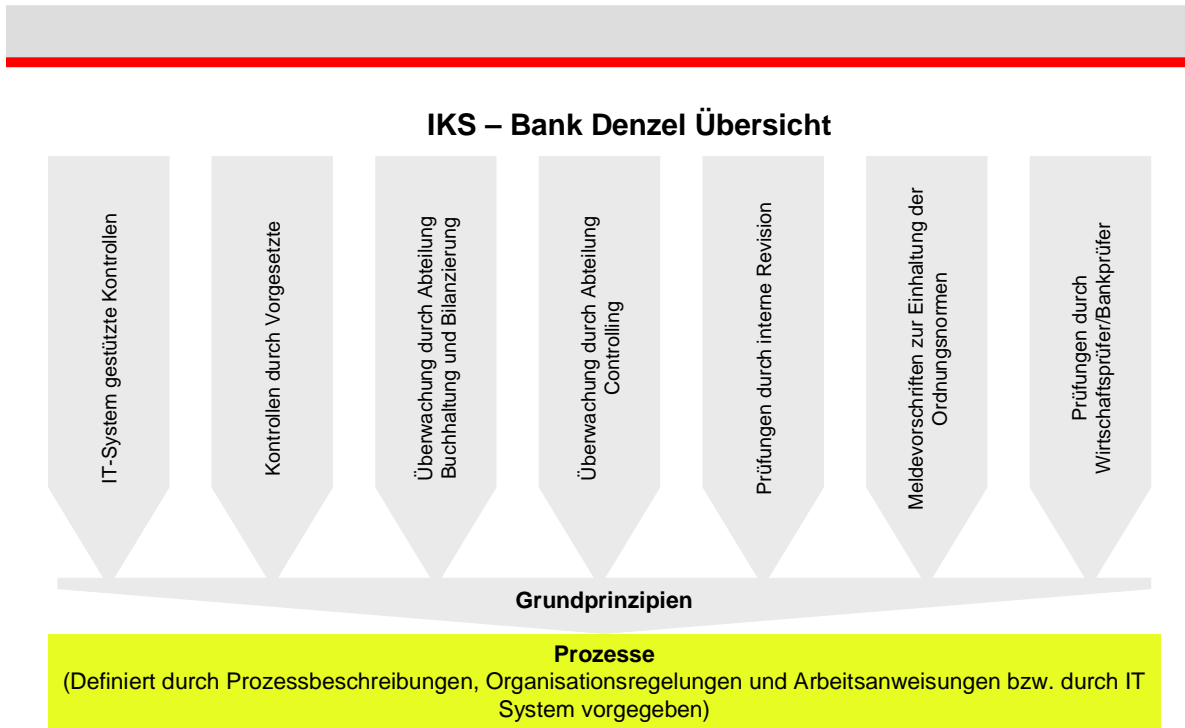 IKS – Bank Denzel Übersicht
IT-System gestützte Kontrollen
Kontrollen durch Vorgesetzte
Überwachung durch Abteilung
Buchhaltung und Bilanzierung
Überwachung durch Abteilung
Controlling
Prüfungen durch interne Revision
Meldevorschriften zur Einhaltung der
Ordnungsnormen
Prüfungen durch
Wirtschaftsprüfer/Bankprüfer
Grundprinzipien
Prozesse
(Definiert durch Prozessbeschreibungen, Organisationsregelungen und Arbeitsanweisungen bzw. durch IT
System vorgegeben)